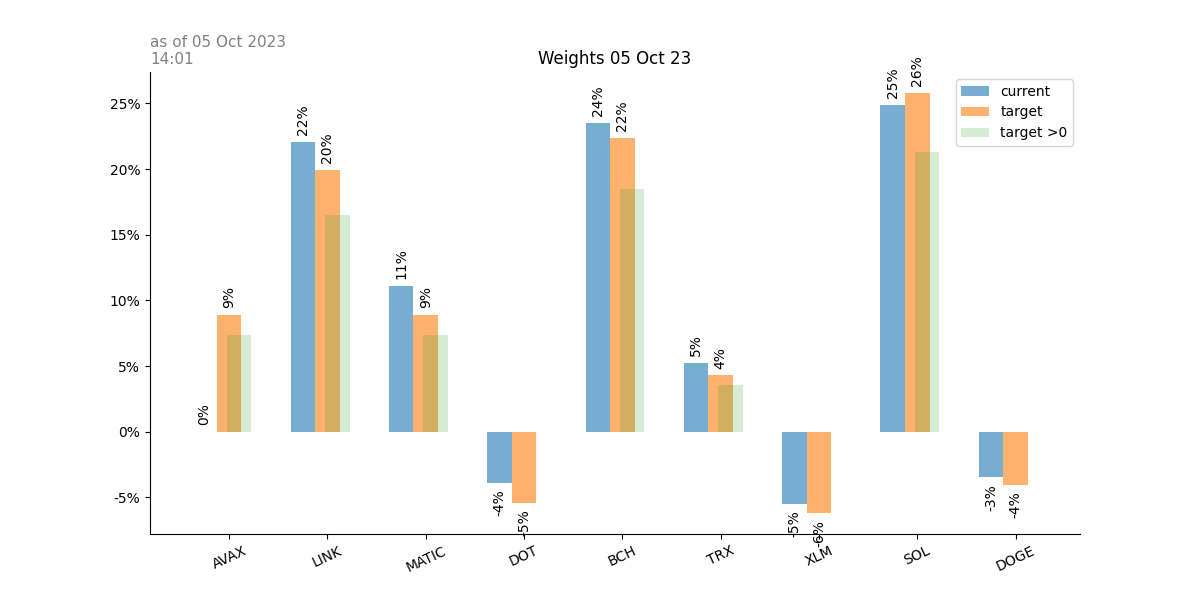 as of 05 Oct 2023
14:01
Weights 05 Oct 23
current
target
target >0
25%
20%
15%
10%
5%
0%
-5%
0%
9%
22%
20%
11%
9%
-4%
-5%
24%
22%
5%
4%
-5%
-6%
25%
26%
-3%
-4%
AVAX
LINK
MATIC
DOT
BCH
TRX
XLM
SOL
DOGE